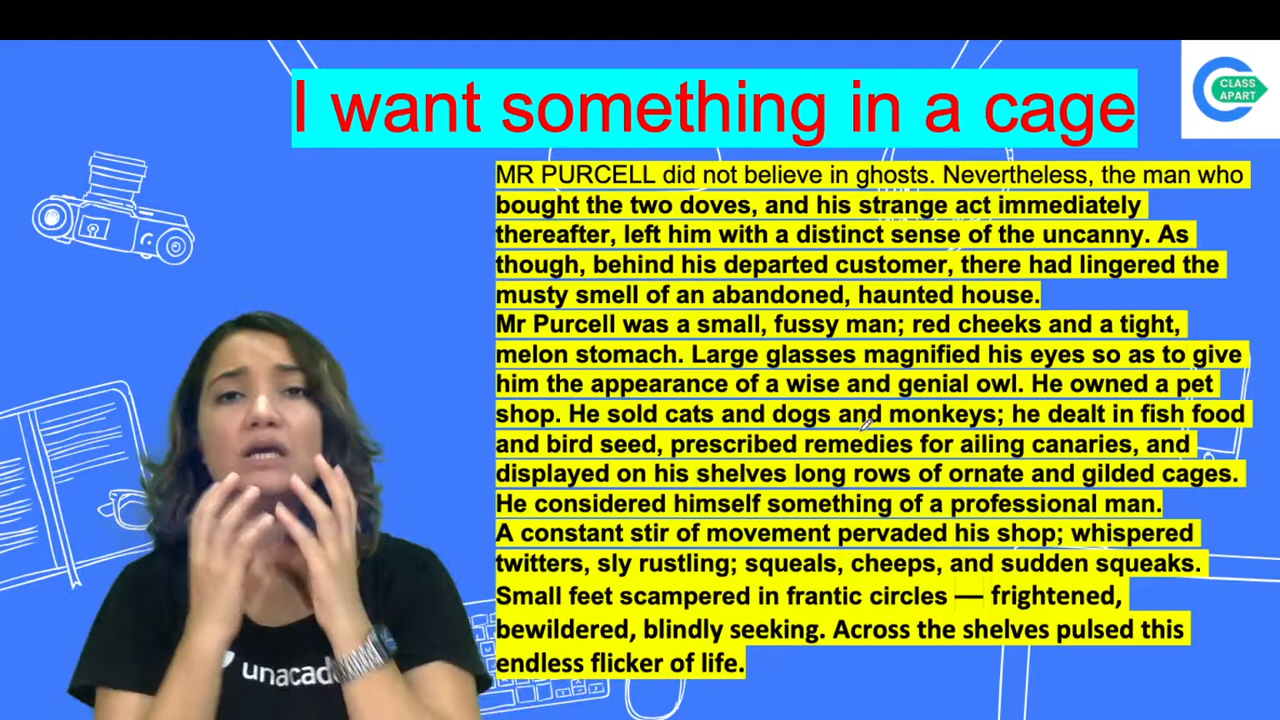 I want something in a cage
CLASS
APART
MR PURCELL did not believe in ghosts. Nevertheless, the man who
bought the two doves, and his strange act immediately
thereafter, left him with a distinct sense of the uncanny. As
though, behind his departed customer, there had lingered the
musty smell of an abandoned, haunted house.
Mr Purcell was a small, fussy man; red cheeks and a tight,
melon stomach. Large glasses magnified his eyes so as to give
him the appearance of a wise and genial owl. He owned a pet
shop. He sold cats and dogs and monkeys; he dealt in fish food
and bird seed, prescribed remedies for ailing canaries, and
displayed on his shelves long rows of ornate and gilded cages.
He considered himself something of a professional man.
A constant stir of movement pervaded his shop; whispered
twitters, sly rustling; squeals, cheeps, and sudden squeaks.
Small feet scampered in frantic circles — frightened,
bewildered, blindly seeking. Across the shelves pulsed this
endless flicker of life.
unacad